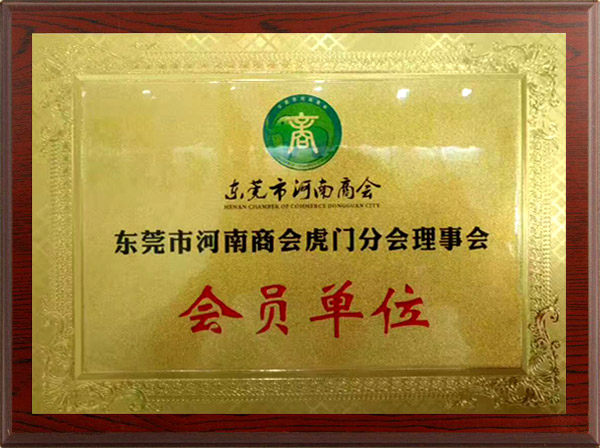 商
东莞市河南商会
HENAN CHAMBER OF COMMERCE DONGGUAN CITY
东莞市河南商会虎门分会理事会
会员单位